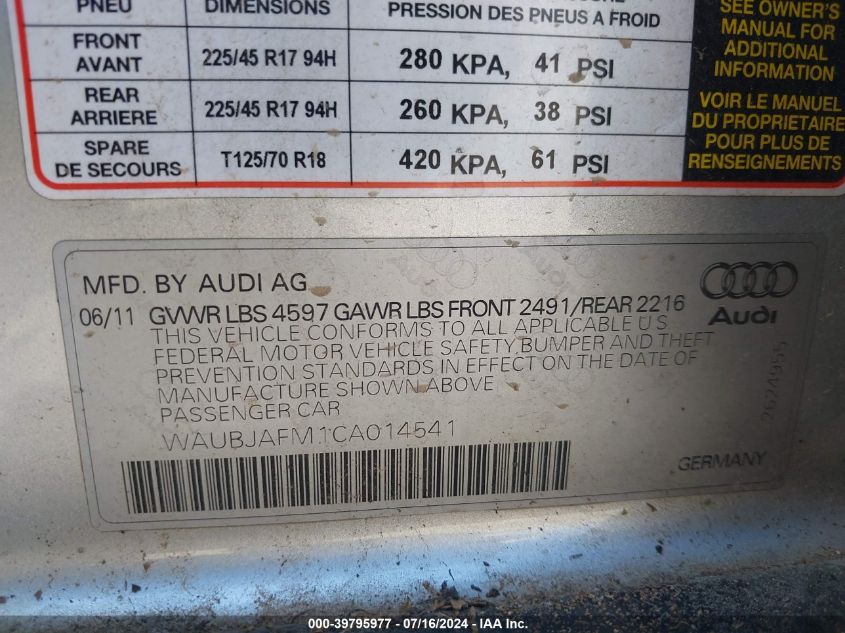 PNEU DIMENSIONS PRESSION DES PNEUS A FROID
FRONT AVANT 225/45 R17 94H 280 KPA, 41 PSI
REAR ARRIERE 225/45 R17 94H 260 KPA, 38 PSI
SPARE DE SECOURS T125/70 R18 420 KPA, 61 PSI
SEE OWNER'S
MANUAL FOR
ADDITIONAL
INFORMATION
VOIR LE MANUEL
DU PROPRIETAIRE
POUR PLUS DE
RENSEIGNEMENTS
MFD. BY AUDI AG
06/11 GVWR LBS 4597 GAWR LBS FRONT 2491/REAR 2216
THIS VEHICLE CONFORMS TO ALL APPLICABLE U S
FEDERAL MOTOR VEHICLE SAFETY,BUMPER AND THEFT
PREVENTION STANDARDS IN EFFECT ON THE DATE OF
MANUFACTURE SHOWN ABOVE
PASSENGER CAR
WAUBJAFM1CA014541
Audi
2624955
GERMANY
000-39795977 - 07/16/2024 - IMPACT AUTO